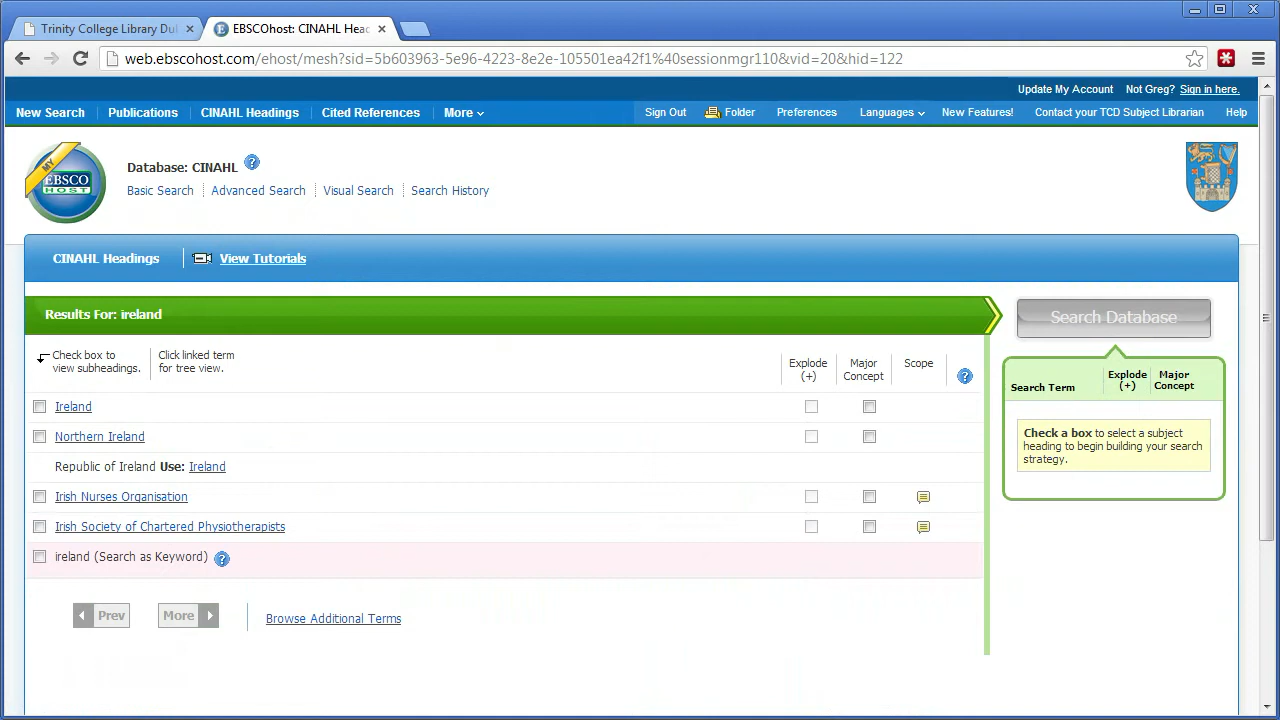 Trinity College Library Dul
EBSCOhost: CINAHL Heac
web.ebscohost.com/ehost/mesh?sid=5b603963-5e96-4223-8e2e-105501ea42f1%40sessionmgr110&vid=20&hid=122
Update My Account Not Greg? Sign in here.
New Search Publications CINAHL Headings Cited References More Sign Out Folder Preferences Languages New Features! Contact your TCD Subject Librarian Help
MY
EBSCO
HOST
Database: CINAHL ?
Basic Search Advanced Search Visual Search Search History
CINAHL Headings View Tutorials
Results For: ireland
Search Database
Check box to
view subheadings.
Click linked term
for tree view.
Explode
(+)
Major
Concept
Scope
?
Search Term
Explode
(+)
Major
Concept
Ireland
Northern Ireland
Republic of Ireland Use: Ireland
Irish Nurses Organisation
Irish Society of Chartered Physiotherapists
ireland (Search as Keyword) ?
Check a box to select a subject
heading to begin building your search
strategy.
Prev More Browse Additional Terms